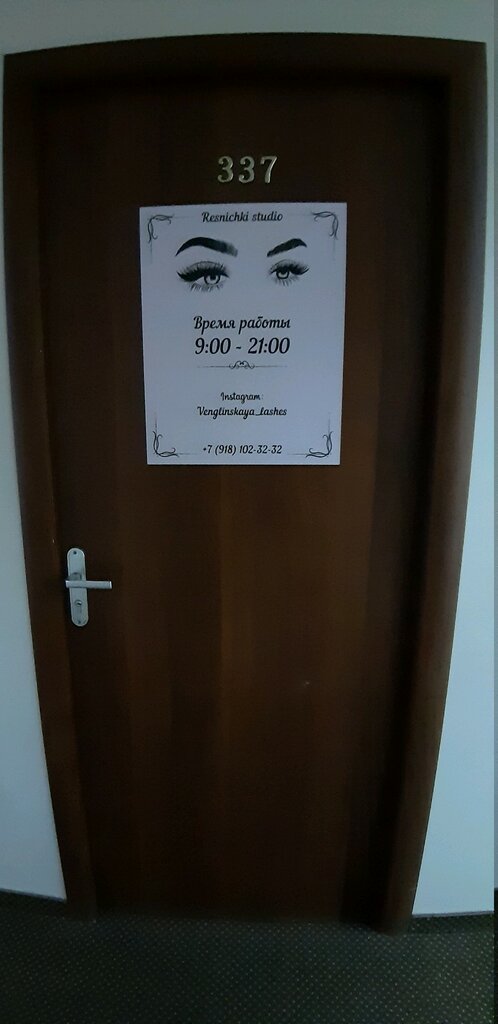 337
Resnichki studio
Время работы
9:00 - 21:00
Instagram:
Venglinskaya_lashes
+7 (918) 102-32-32